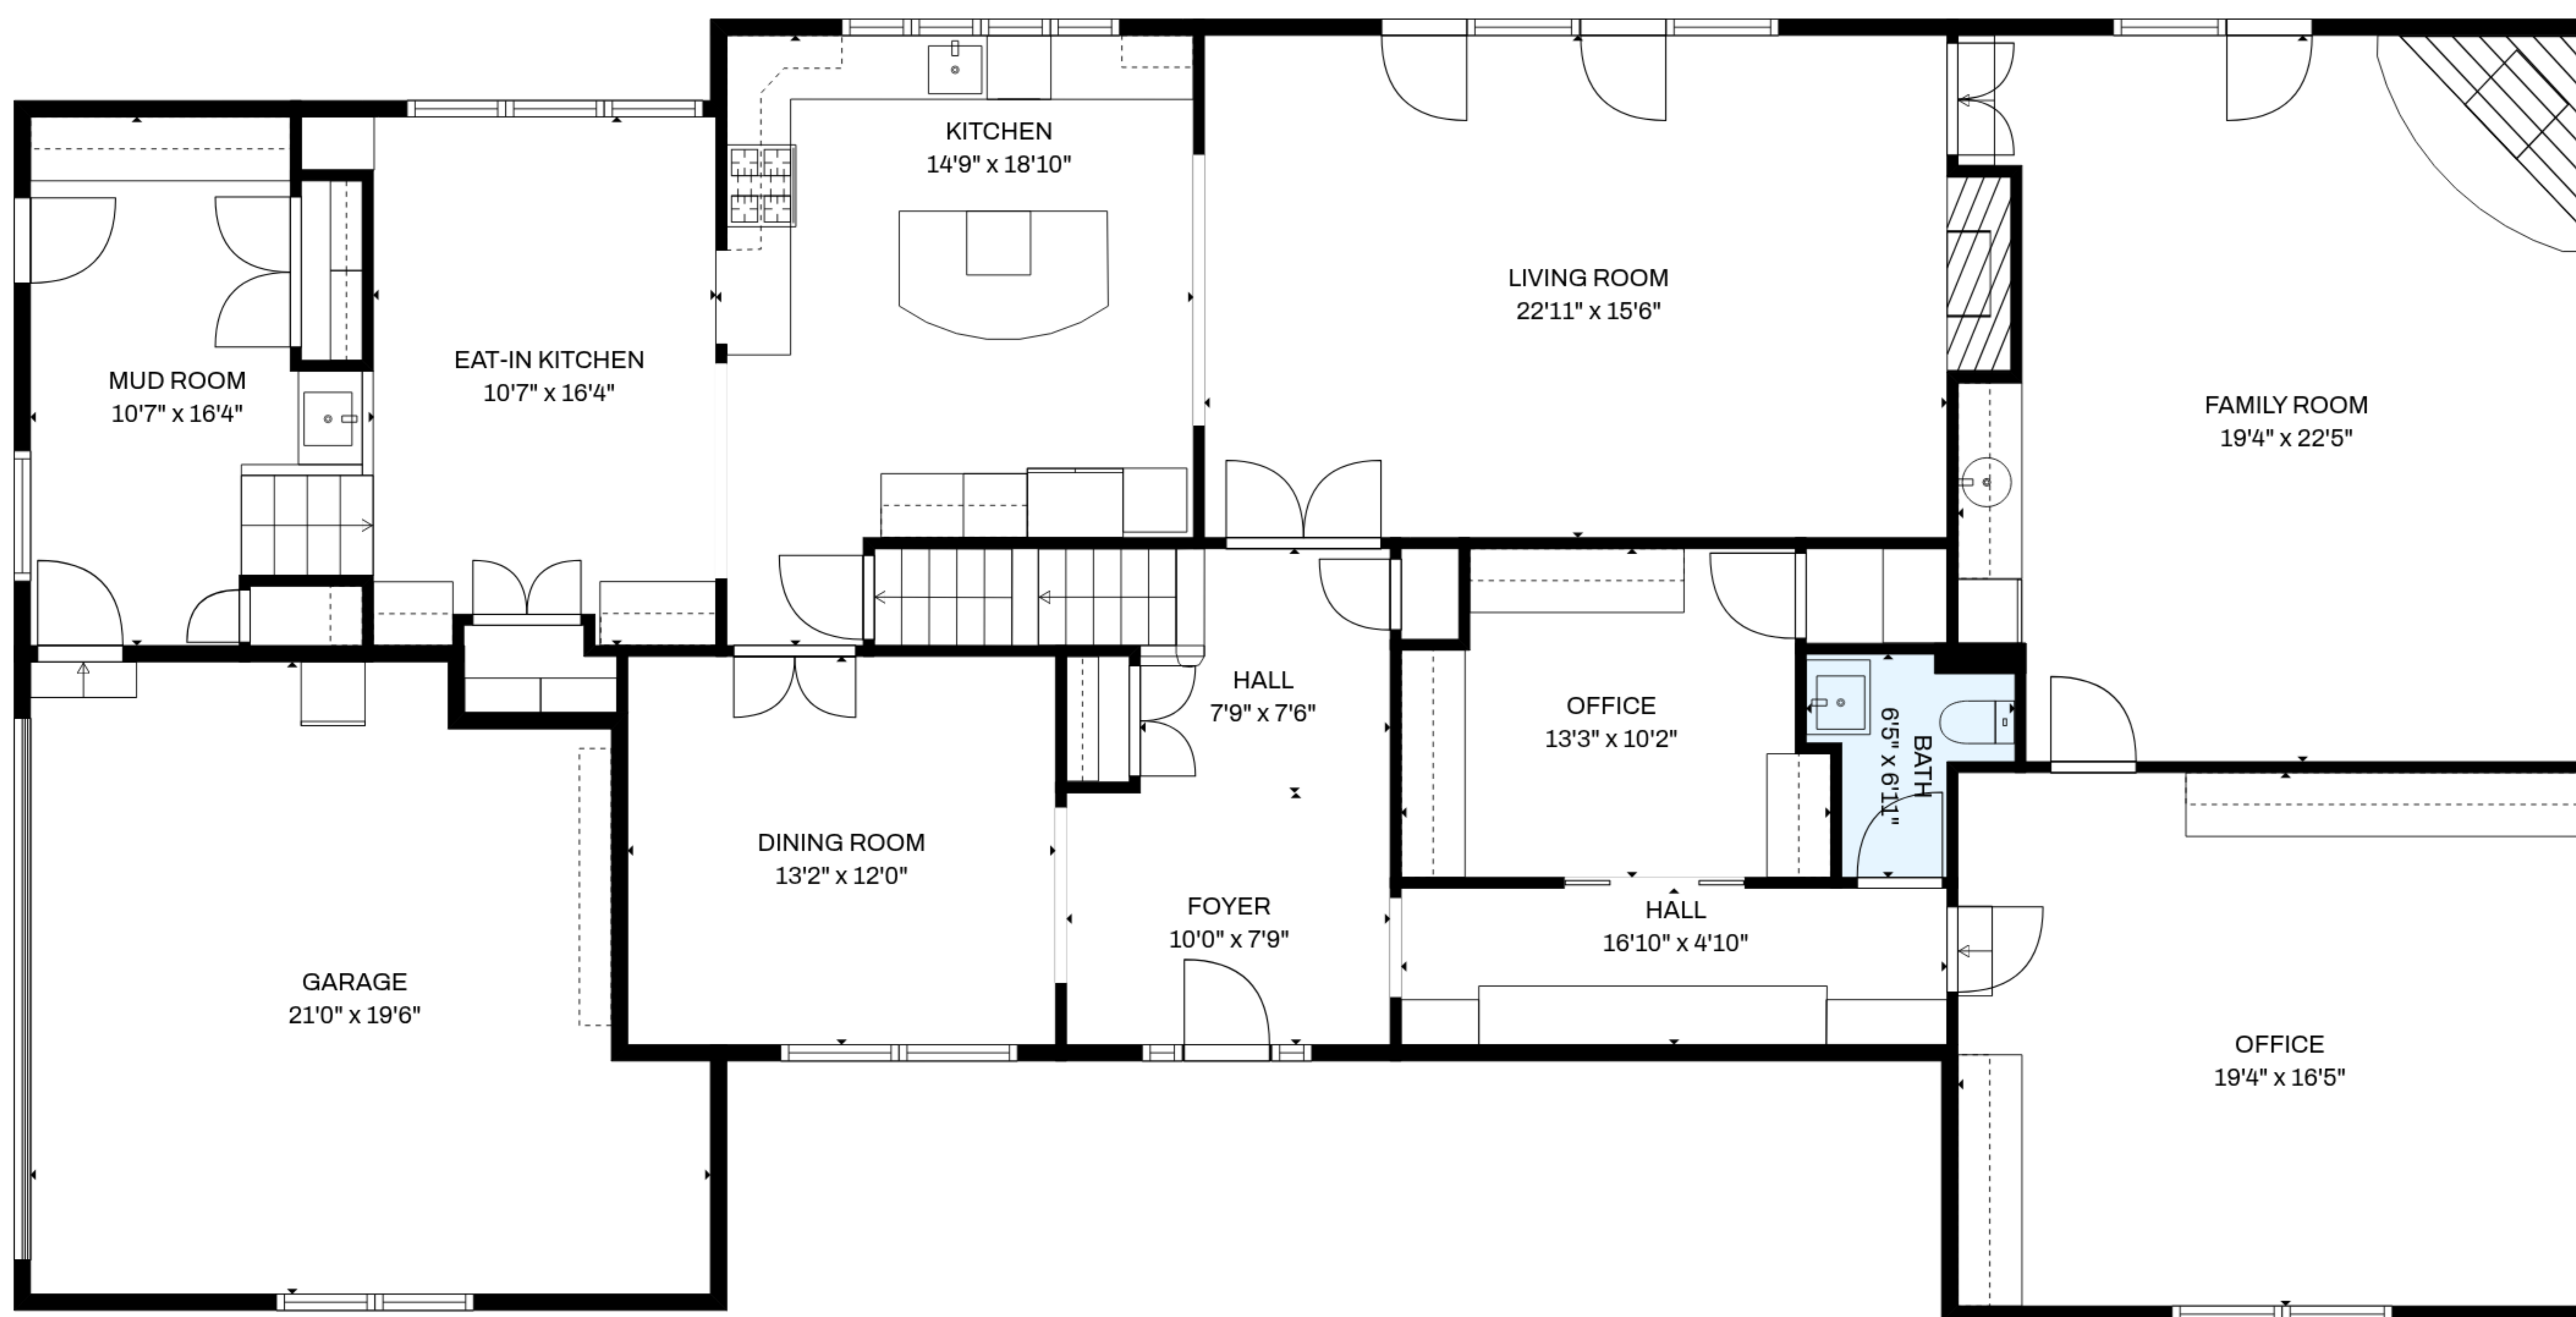 KITCHEN
14'9" x 18'10"
LIVING ROOM
22'11" x 15'6"
EAT-IN KITCHEN
10'7" x 16'4"
MUD ROOM
10'7" x 16'4"
FAMILY ROOM
19'4" x 22'5"
HALL
7'9" x 7'6"
OFFICE
13'3" x 10'2"
BATH
6'5" x 6'11"
DINING ROOM
13'2" x 12'0"
FOYER
10'0" x 7'9"
HALL
16'10" x 4'10"
GARAGE
21'0" x 19'6"
OFFICE
19'4" x 16'5"